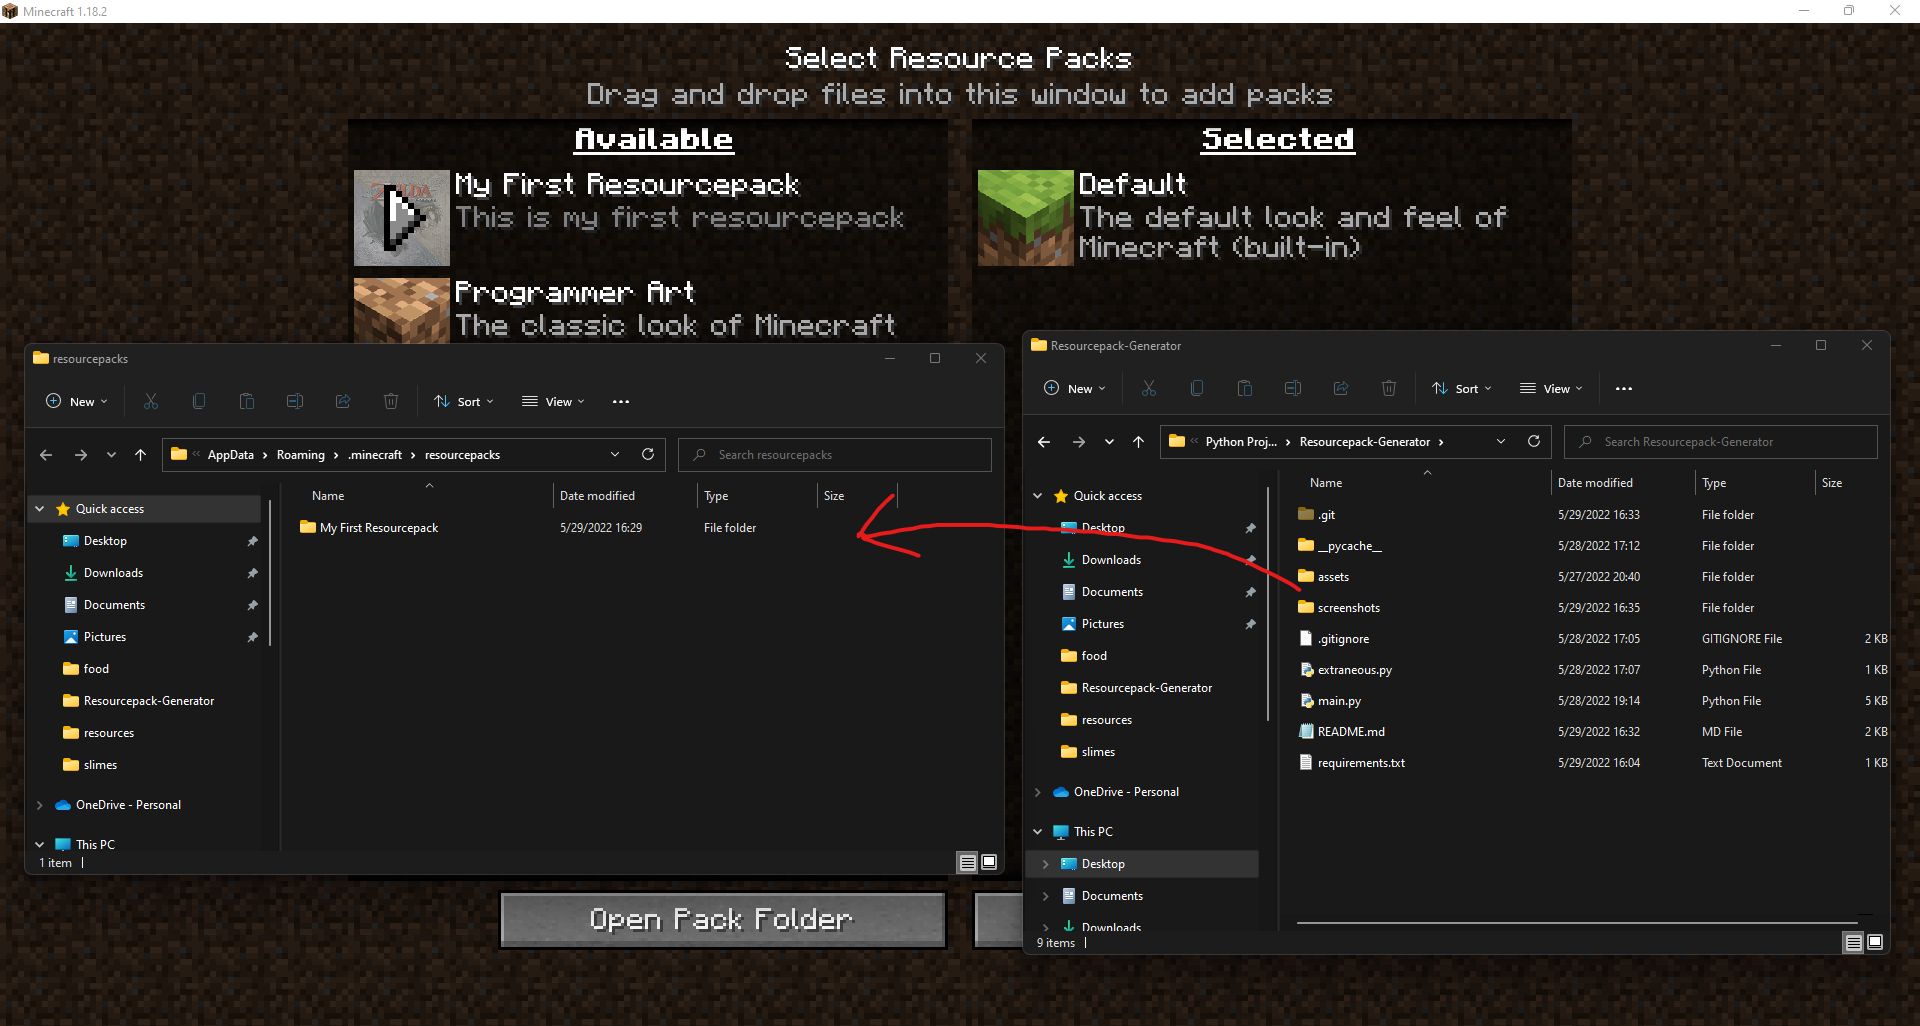 Minecraft 1.18.2
Select Resource Packs
Drag and drop files into this window to add packs
Available
My First Resourcepack
This is my first resourcepack
Programmer Art
The classic look of Minecraft
Selected
Default
The default look and feel of
Minecraft (built-in)
resourcepacks
New
Sort
View
AppData › Roaming › .minecraft › resourcepacks
Search resourcepacks
Quick access
Desktop
Downloads
Documents
Pictures
food
Resourcepack-Generator
resources
slimes
OneDrive - Personal
This PC
Name Date modified Type Size
My First Resourcepack 5/29/2022 16:29 File folder
1 item
Open Pack Folder
Resourcepack-Generator
New
Sort
View
Python Proj... › Resourcepack-Generator ›
Search Resourcepack-Generator
Quick access
Desktop
Downloads
Documents
Pictures
food
Resourcepack-Generator
resources
slimes
OneDrive - Personal
This PC
Desktop
Documents
Downloads
Name Date modified Type Size
.git 5/29/2022 16:33 File folder
__pycache__ 5/28/2022 17:12 File folder
assets 5/27/2022 20:40 File folder
screenshots 5/29/2022 16:35 File folder
.gitignore 5/28/2022 17:05 GITIGNORE File 2 KB
extraneous.py 5/28/2022 17:07 Python File 1 KB
main.py 5/28/2022 19:14 Python File 5 KB
README.md 5/29/2022 16:32 MD File 2 KB
requirements.txt 5/29/2022 16:04 Text Document 1 KB
9 items